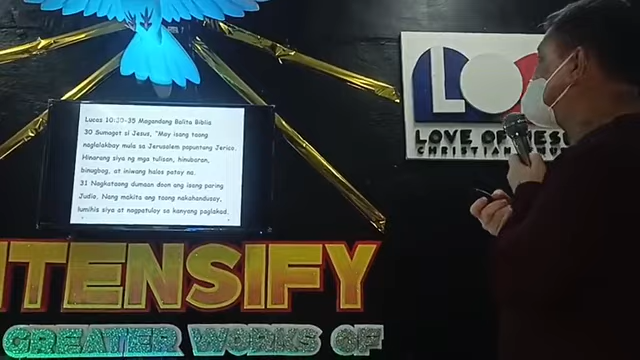 Lucas 10:30-35 Magandang Balita Biblia
30 Sumagot si Jesus, "May isang taong
naglalakbay mula sa Jerusalem papuntang Jerico.
Hinarang siya ng mga tulisan, hinubaran,
binugbog, at iniwang halos patay na.
31 Nagkataong dumaan doon ang isang paring
Judio. Nang makita ang taong nakahandusay,
lumihis siya at nagpatuloy sa kanyang paglakad.
LOJ
LOVE OF JESUS
CHRISTIAN
NTENSIFY
GREATER WORKS OF